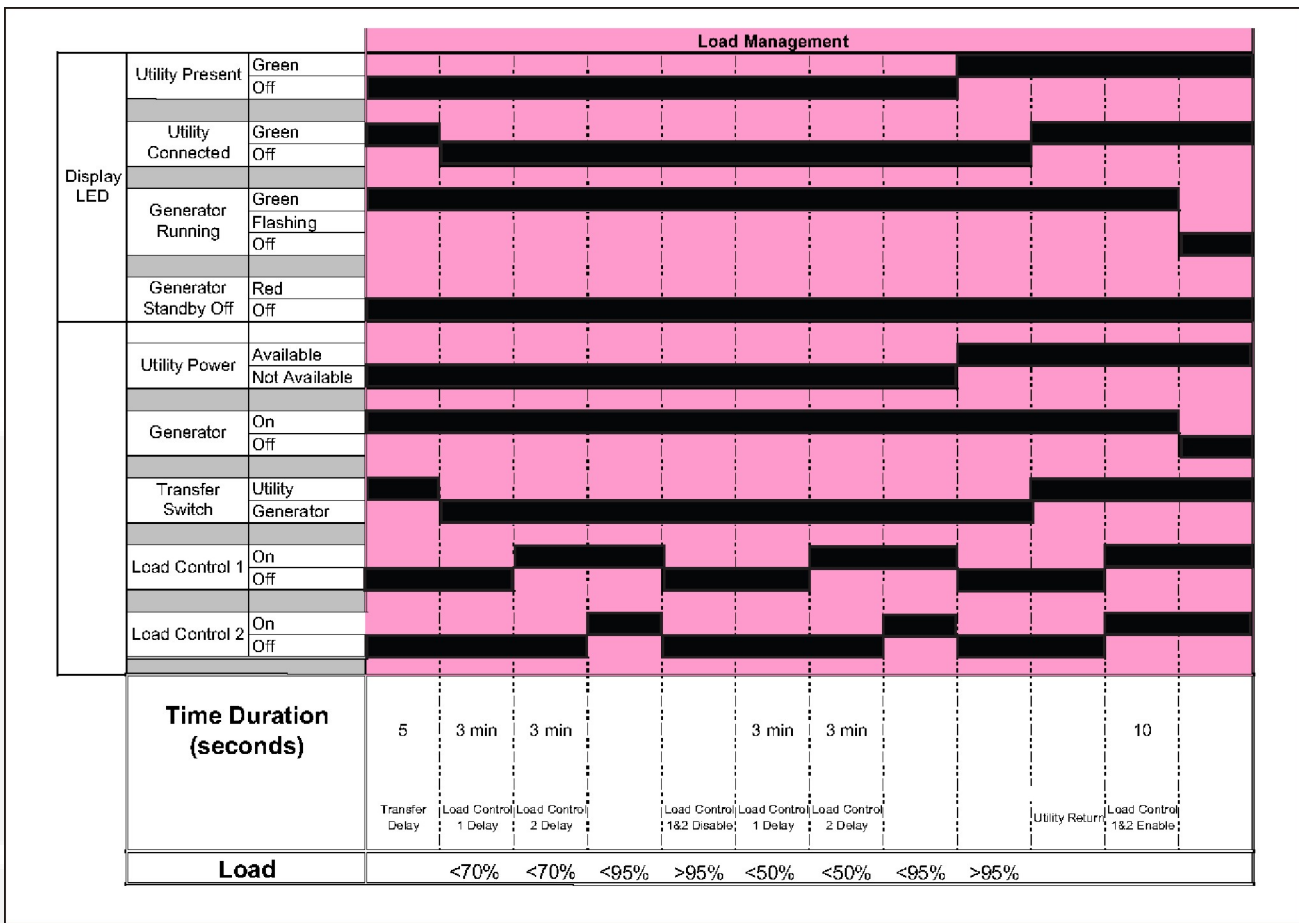 Load Management
Display
LED
Utility Present
Green
Off
Utility
Connected
Green
Off
Generator
Running
Green
Flashing
Off
Generator
Standby Off
Red
Off
Utility Power
Available
Not Available
Generator
On
Off
Transfer
Switch
Utility
Generator
Load Control 1
On
Off
Load Control 2
On
Off
Time Duration
(seconds)
5 3 min 3 min 3 min 3 min 10
Transfer
Delay
Load Control
1 Delay
Load Control
2 Delay
Load Control
1&2 Disable
Load Control
1 Delay
Load Control
2 Delay
Utility Return
Load Control
1&2 Enable
Load <70% <70% <95% >95% <50% <50% <95% >95%